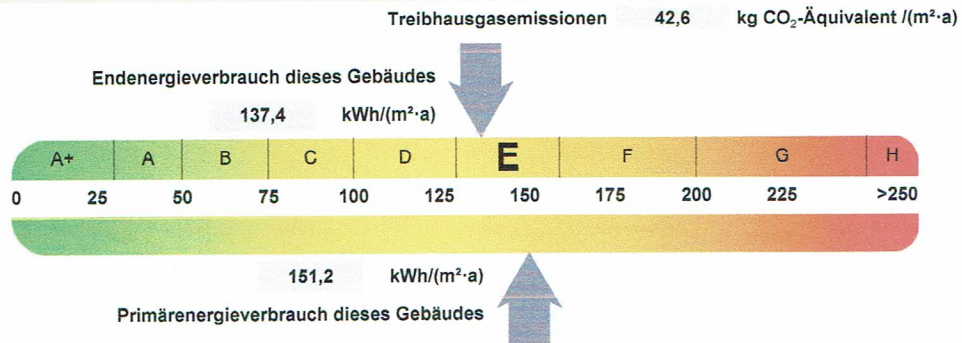 Treibhausgasemissionen 42,6 kg CO₂-Äquivalent /(m²·a)
Endenergieverbrauch dieses Gebäudes
137,4 kWh/(m²·a)
A+ A B C D E F G H
0 25 50 75 100 125 150 175 200 225 >250
151,2 kWh/(m²·a)
Primärenergieverbrauch dieses Gebäudes